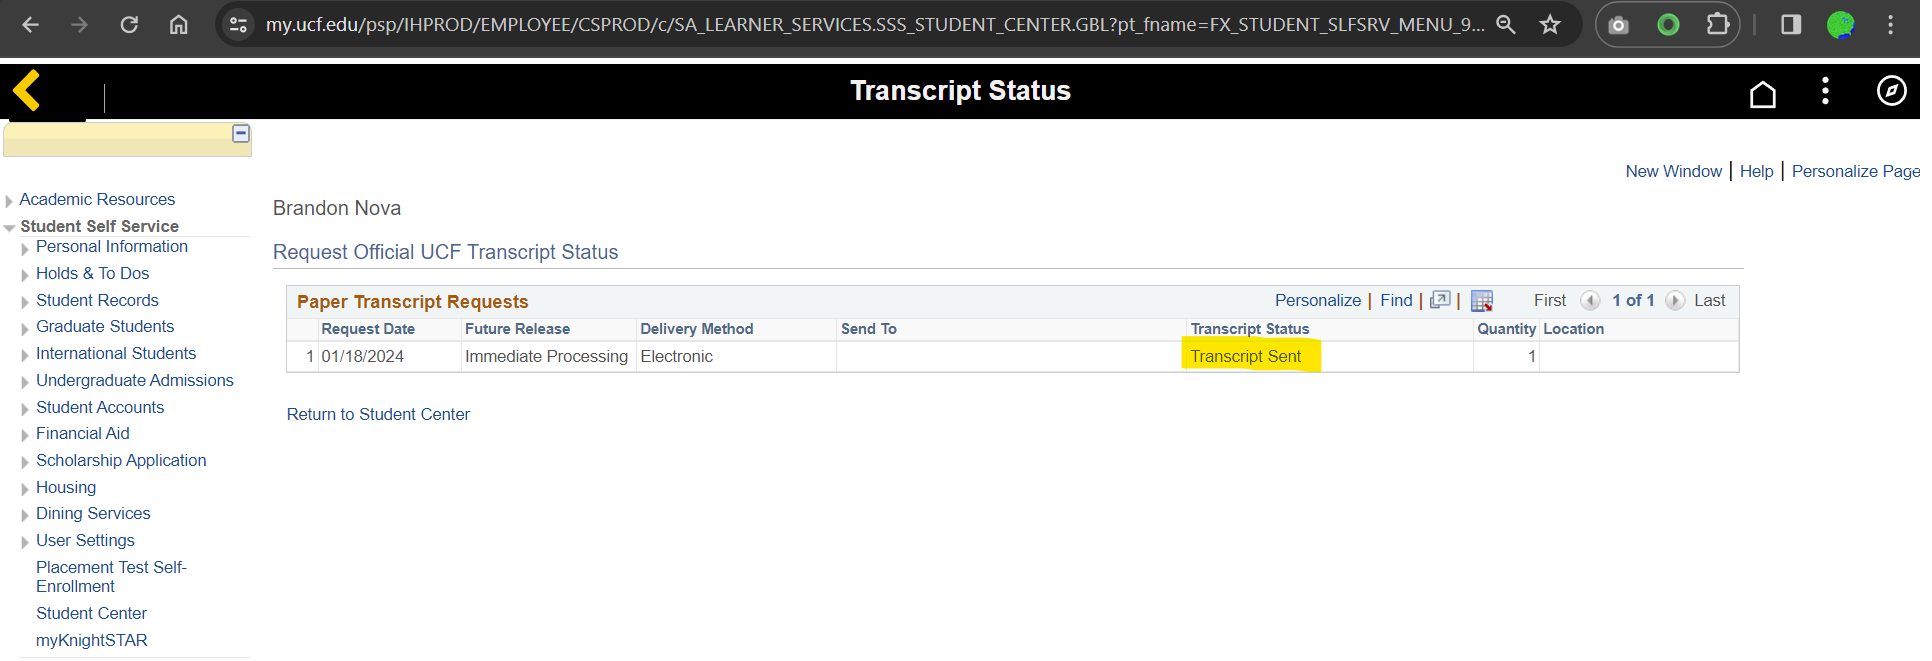 my.ucf.edu/psp/IHPROD/EMPLOYEE/CSPROD/c/SA_LEARNER_SERVICES.SSS_STUDENT_CENTER.GBL?pt_fname=FX_STUDENT_SLFSRV_MENU_9...
Transcript Status
New Window | Help | Personalize Page
Academic Resources
Student Self Service
Personal Information
Holds & To Dos
Student Records
Graduate Students
International Students
Undergraduate Admissions
Student Accounts
Financial Aid
Scholarship Application
Housing
Dining Services
User Settings
Placement Test Self-
Enrollment
Student Center
myKnightSTAR
Brandon Nova
Request Official UCF Transcript Status
Paper Transcript Requests Personalize | Find | | First 1 of 1 Last
Request Date Future Release Delivery Method Send To Transcript Status Quantity Location
1 01/18/2024 Immediate Processing Electronic Transcript Sent 1
Return to Student Center